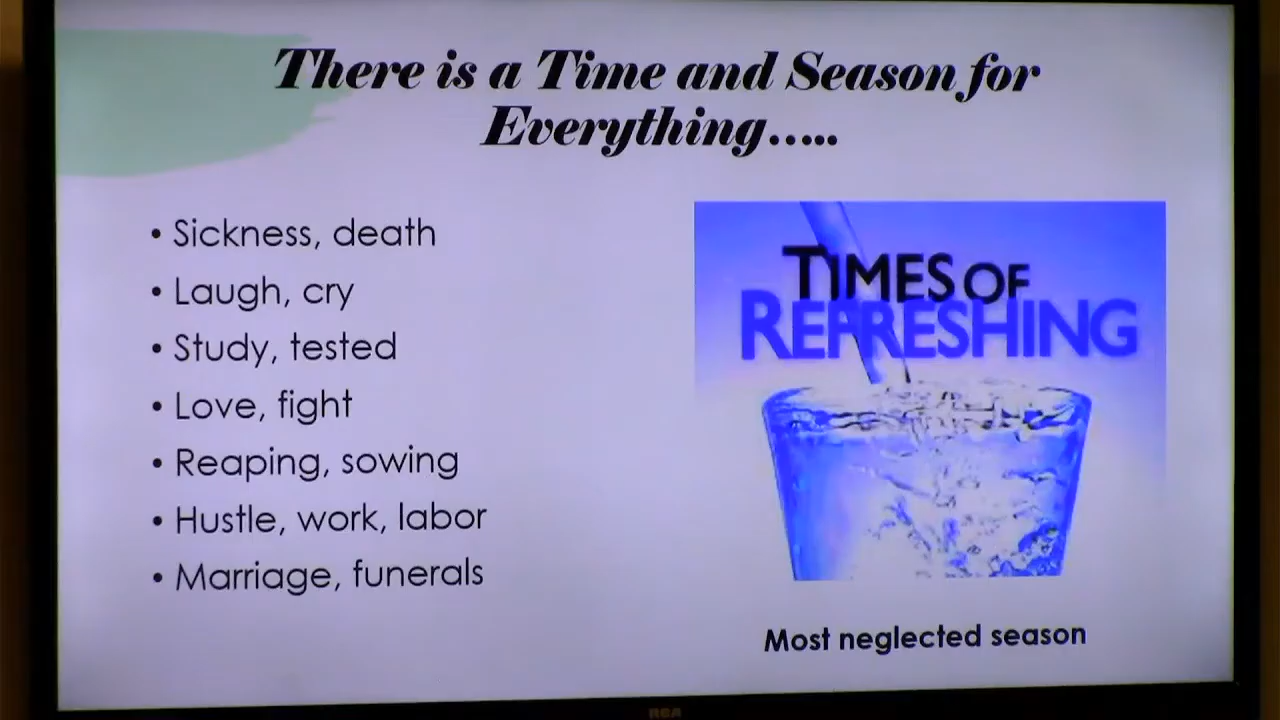 There is a Time and Season for
Everything.....
• Sickness, death
• Laugh, cry
• Study, tested
• Love, fight
• Reaping, sowing
• Hustle, work, labor
• Marriage, funerals
TIMES OF
REFRESHING
Most neglected season
RCA